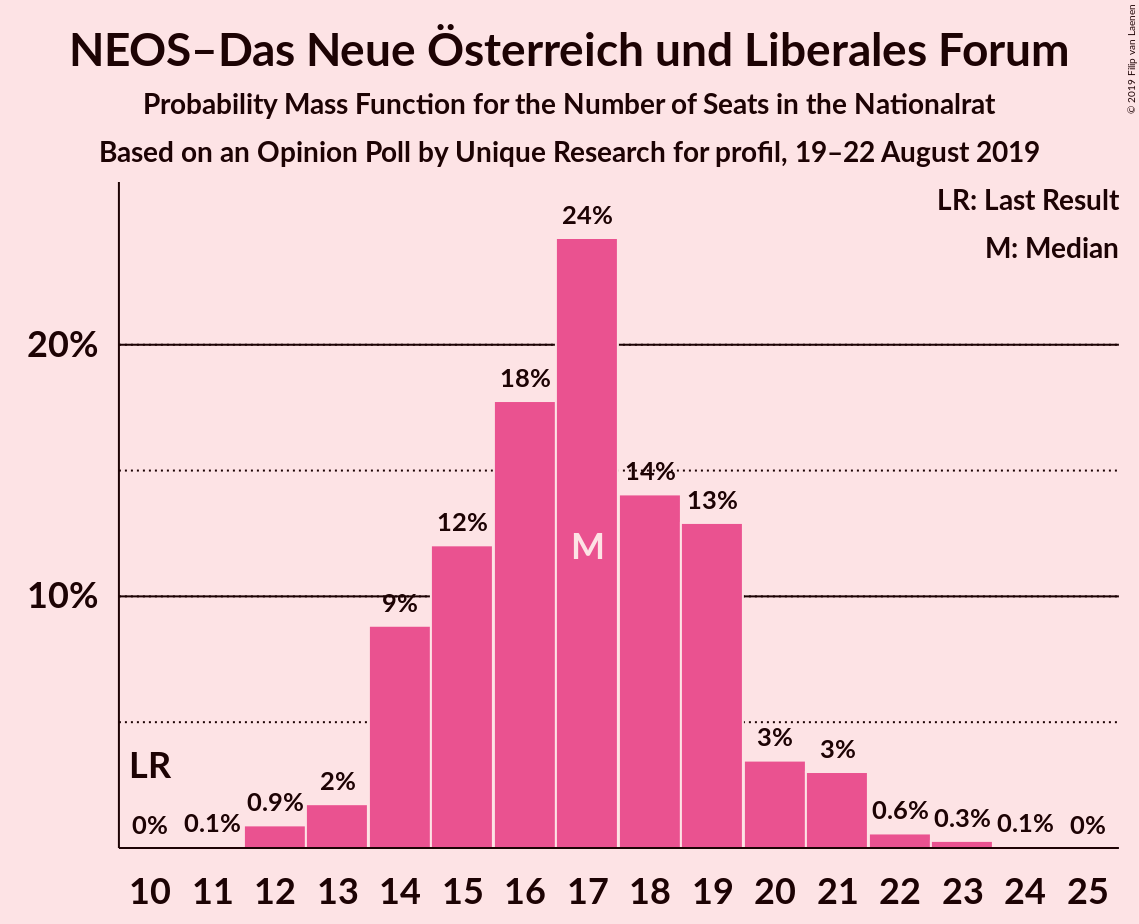 NEOS–Das Neue Österreich und Liberales Forum
Probability Mass Function for the Number of Seats in the Nationalrat
Based on an Opinion Poll by Unique Research for profil, 19–22 August 2019
© 2019 Filip van Laenen
LR: Last Result
M: Median
20%
10%
LR
0%
0.1%
0.9%
2%
9%
12%
18%
24%
M
14%
13%
3%
3%
0.6%
0.3%
0.1%
0%
10 11 12 13 14 15 16 17 18 19 20 21 22 23 24 25